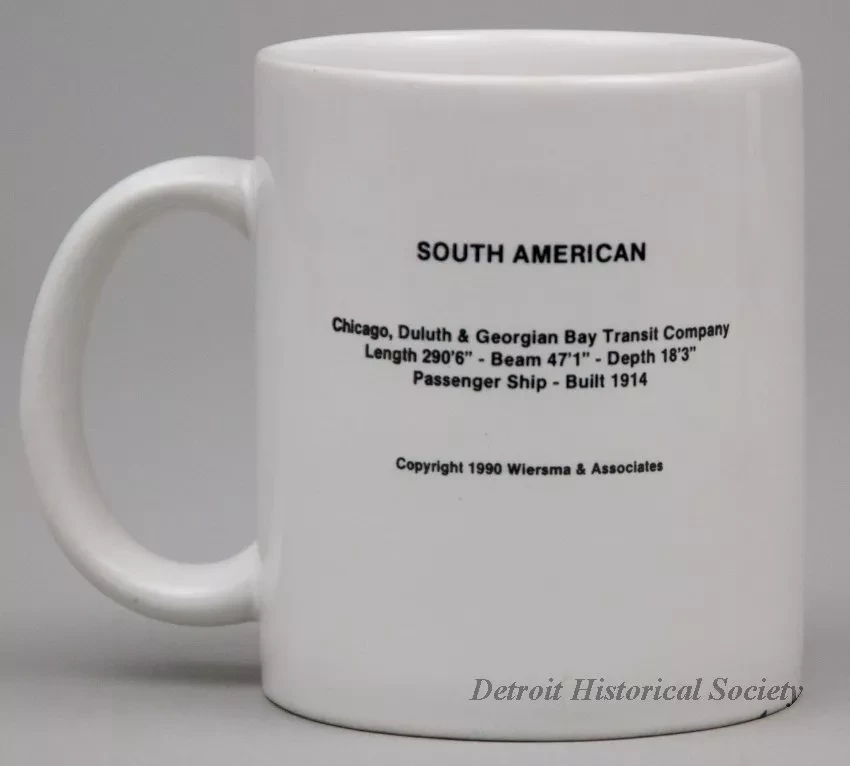 SOUTH AMERICAN
Chicago, Duluth & Georgian Bay Transit Company
Length 290'6" - Beam 47'1" - Depth 18'3"
Passenger Ship - Built 1914
Copyright 1990 Wiersma & Associates
Detroit Historical Society